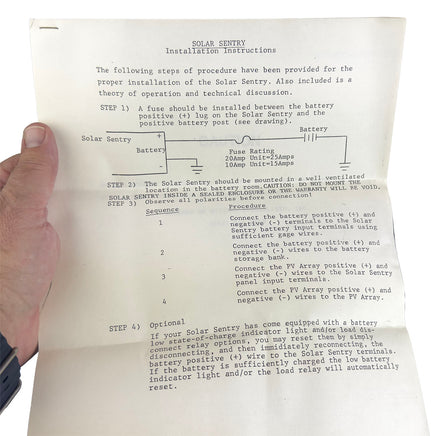 SOLAR SENTRY
Installation Instructions
The following steps of procedure have been provided for the
proper installation of the Solar Sentry. Also included is a
theory of operation and technical discussion.
STEP 1) A fuse should be installed between the battery
positive (+) lug on the Solar Sentry and the
positive battery post (see drawing).
Battery
Solar Sentry +
Battery
-
Fuse Rating
20Amp Unit=25Amps
10Amp Unit=15Amps
STEP 2) The Solar Sentry should be mounted in a well ventilated
location in the battery room.CAUTION: DO NOT MOUNT THE
SOLAR SENTRY INSIDE A SEALED ENCLOSURE OR THE WARRANTY WILL BE VOID.
STEP 3) Observe all polarities before connection!
Sequence Procedure
1 Connect the battery positive (+) and
negative (-) terminals to the Solar
Sentry battery input terminals using
sufficient gage wires.
2 Connect the battery positive (+) and
negative (-) wires to the battery
storage bank.
3 Connect the PV Array positive (+) and
negative (-) wires to the Solar Sentry
panel input terminals.
4 Connect the PV Array positive (+) and
negative (-) wires to the PV Array.
STEP 4) Optional
If your Solar Sentry has come equipped with a battery
low state-of-charge indicator light and/or load dis-
connect relay options, you may reset them by simply
disconnecting, and then immidiately reconnecting, the
battery positive (+) wire to the Solar Sentry terminals.
If the battery is sufficiently charged the low battery
indicator light and/or the load relay will automatically
reset.